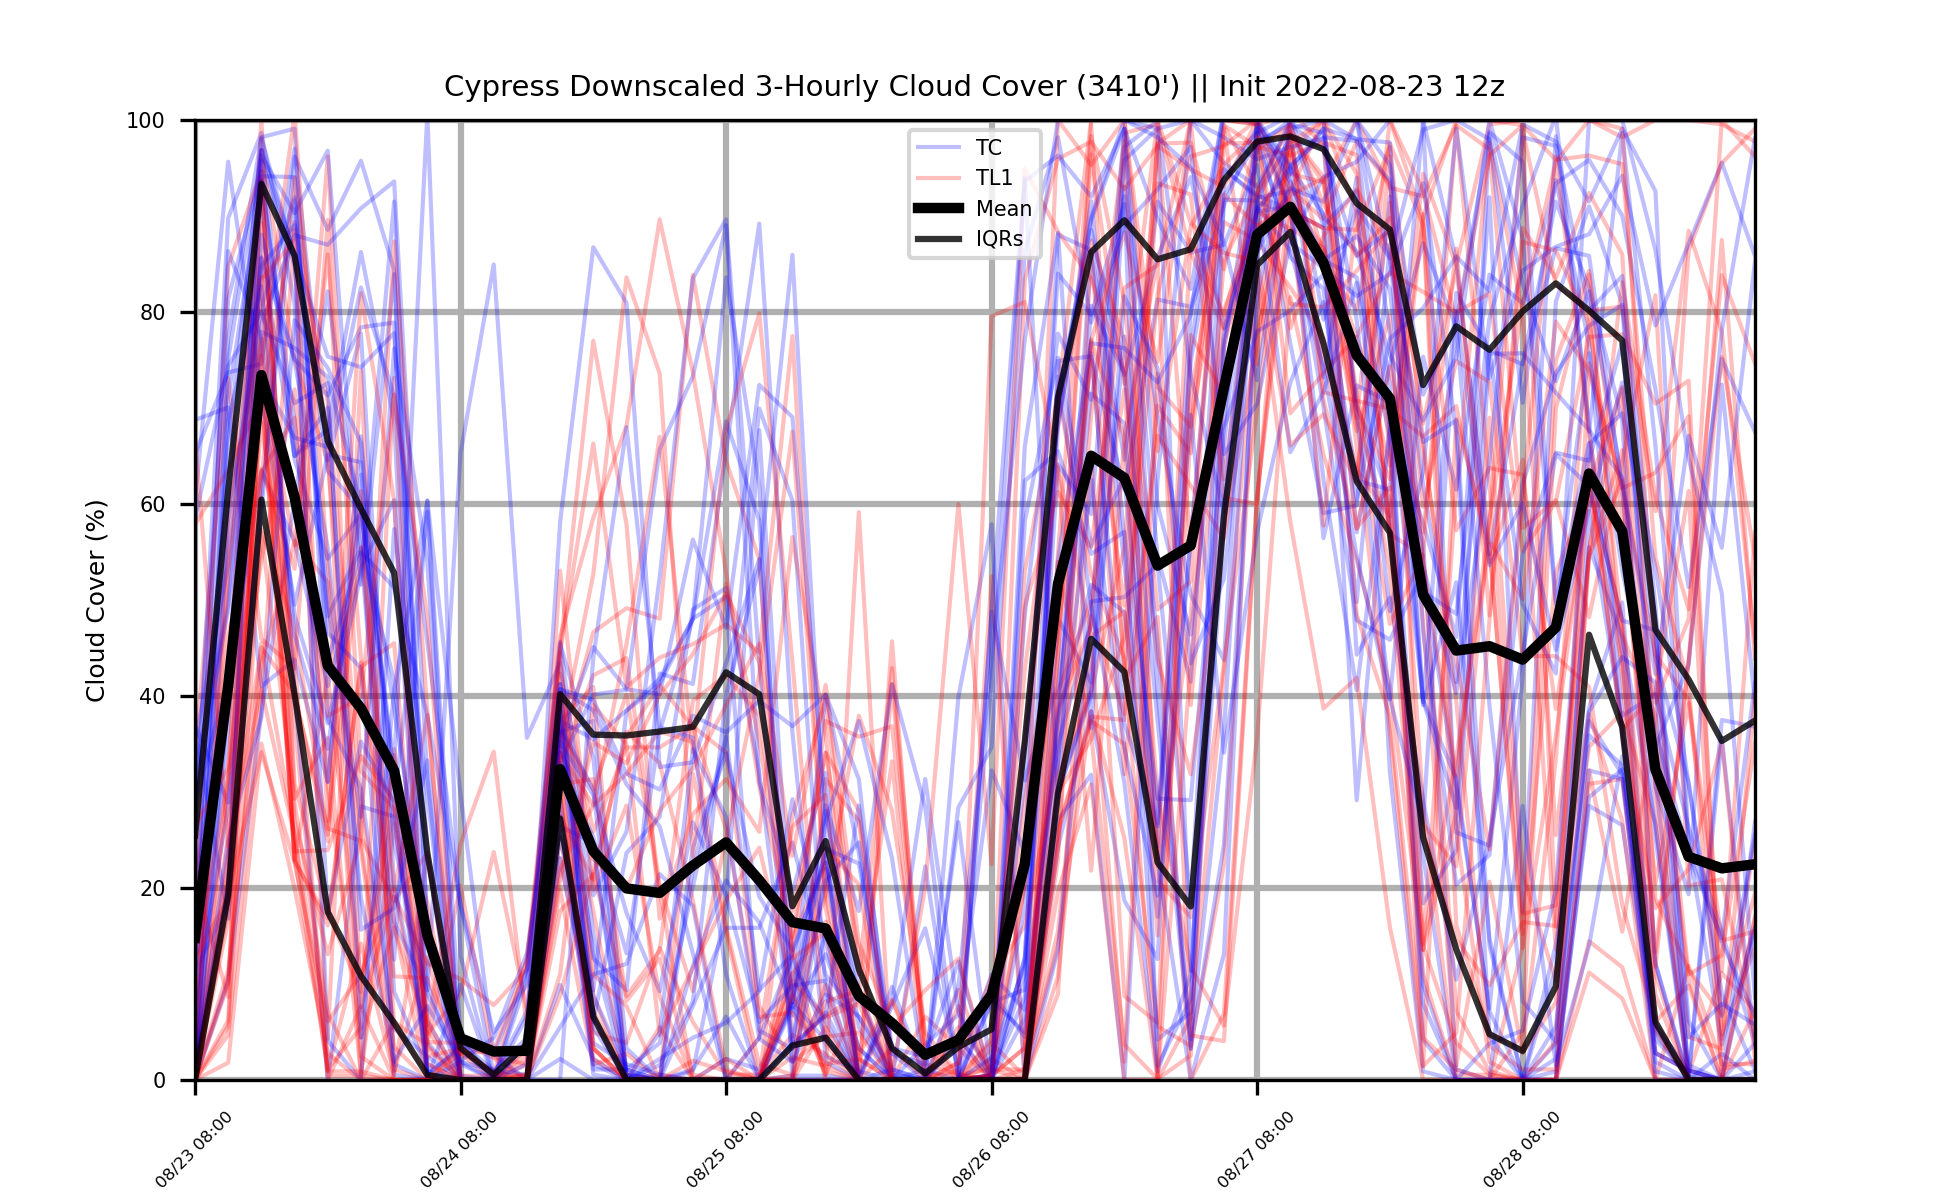 Cypress Downscaled 3-Hourly Cloud Cover (3410') || Init 2022-08-23 12z
Cloud Cover (%)
100
80
60
40
20
0
TC
TL1
Mean
IQRs
08/23 08:00
08/24 08:00
08/25 08:00
08/26 08:00
08/27 08:00
08/28 08:00